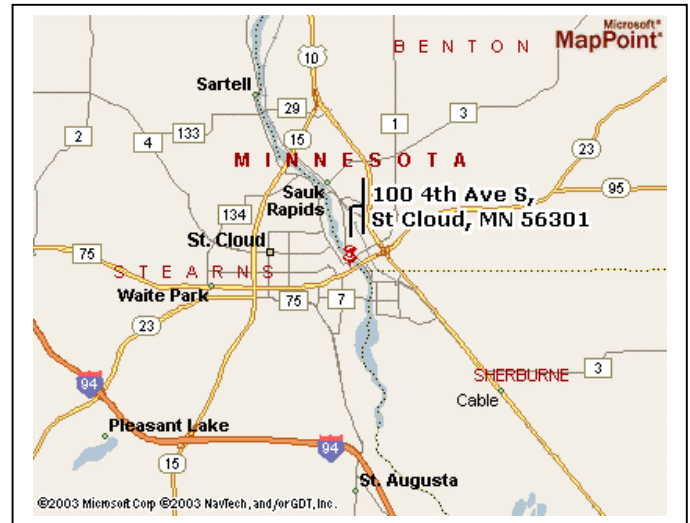 Microsoft®
MapPoint®
BENTON
10
Sartell
29
3
2
4
133
15
1
23
MINNESOTA
95
Sauk
Rapids
100 4th Ave S,
St Cloud, MN 56301
134
St. Cloud
75
STEARNS
Waite Park
75
7
23
3
94
SHERBURNE
Cable
Pleasant Lake
94
15
St. Augusta
©2003 Microsoft Corp ©2003 NavTech, and/or GDT, Inc.